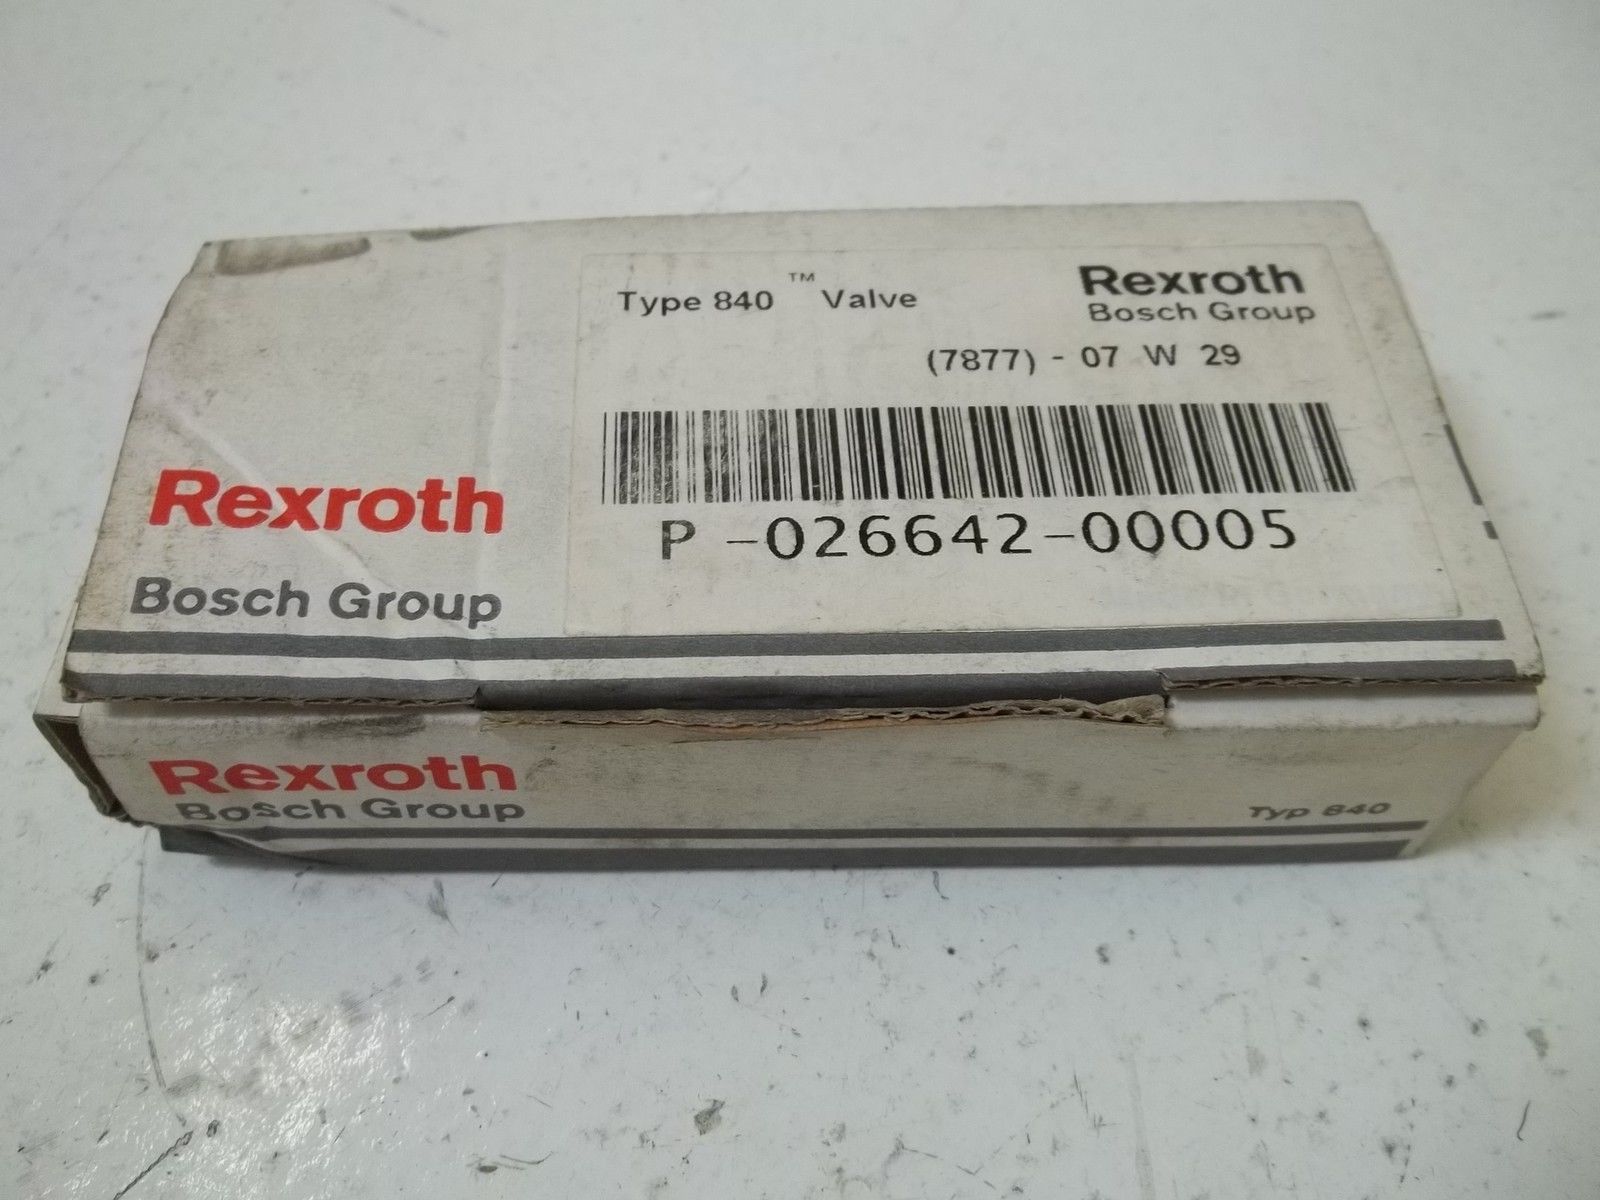 Type 840 ™ Valve
Rexroth
Bosch Group
(7877) - 07 W 29
P -026642-00005
Rexroth
Bosch Group
Rexroth
Bosch Group
Typ 840